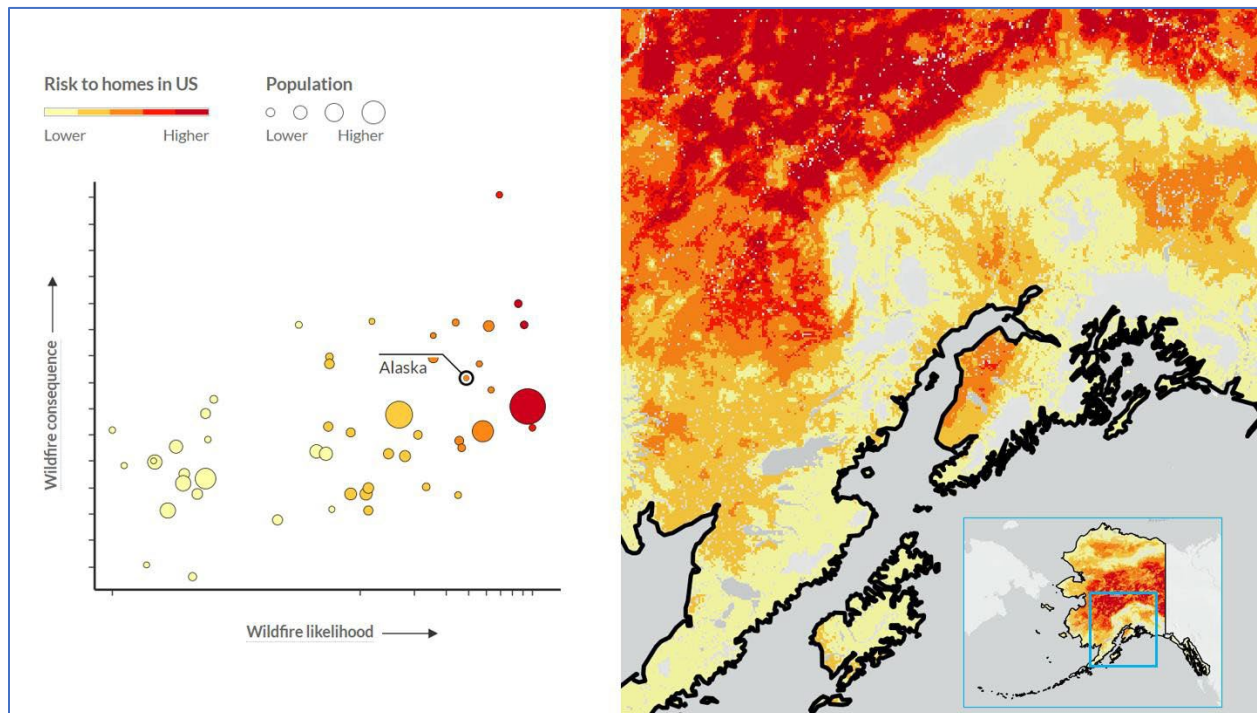 Risk to homes in US
Population
Lower
Higher
Lower
Higher
Wildfire consequence
Alaska
Wildfire likelihood